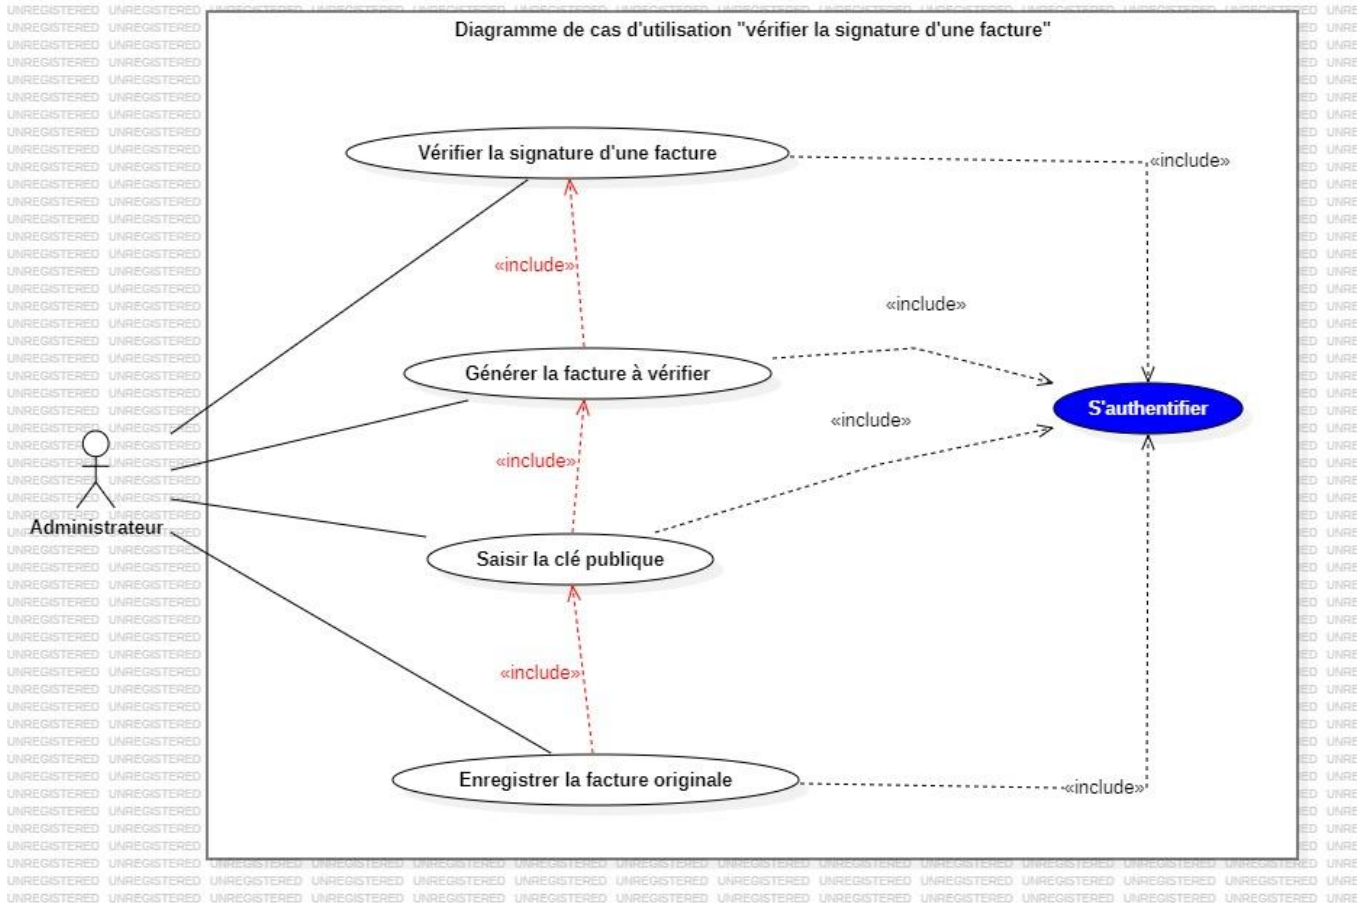 Diagramme de cas d'utilisation "vérifier la signature d'une facture"
Vérifier la signature d'une facture
«include»
«include»
«include»
Générer la facture à vérifier
S'authentifier
«include»
«include»
Administrateur
Saisir la clé publique
«include»
Enregistrer la facture originale
«include»
UNREGISTERED